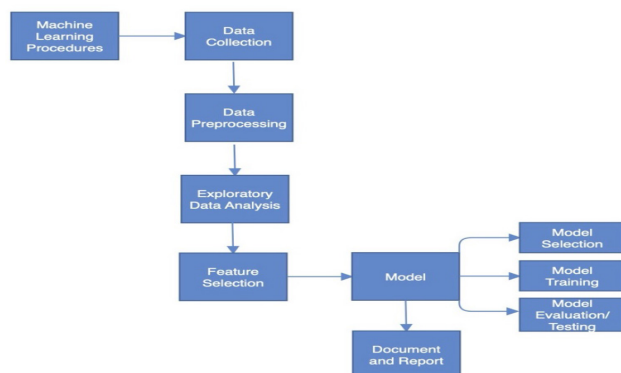 Machine
Learning
Procedures
Data
Collection
Data
Preprocessing
Exploratory
Data Analysis
Feature
Selection
Model
Model
Selection
Model
Training
Model
Evaluation/
Testing
Document
and Report